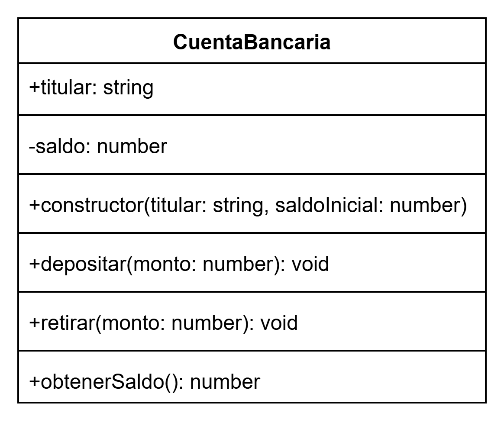 CuentaBancaria
+titular: string
-saldo: number
+constructor(titular: string, saldoInicial: number)
+depositar(monto: number): void
+retirar(monto: number): void
+obtenerSaldo(): number